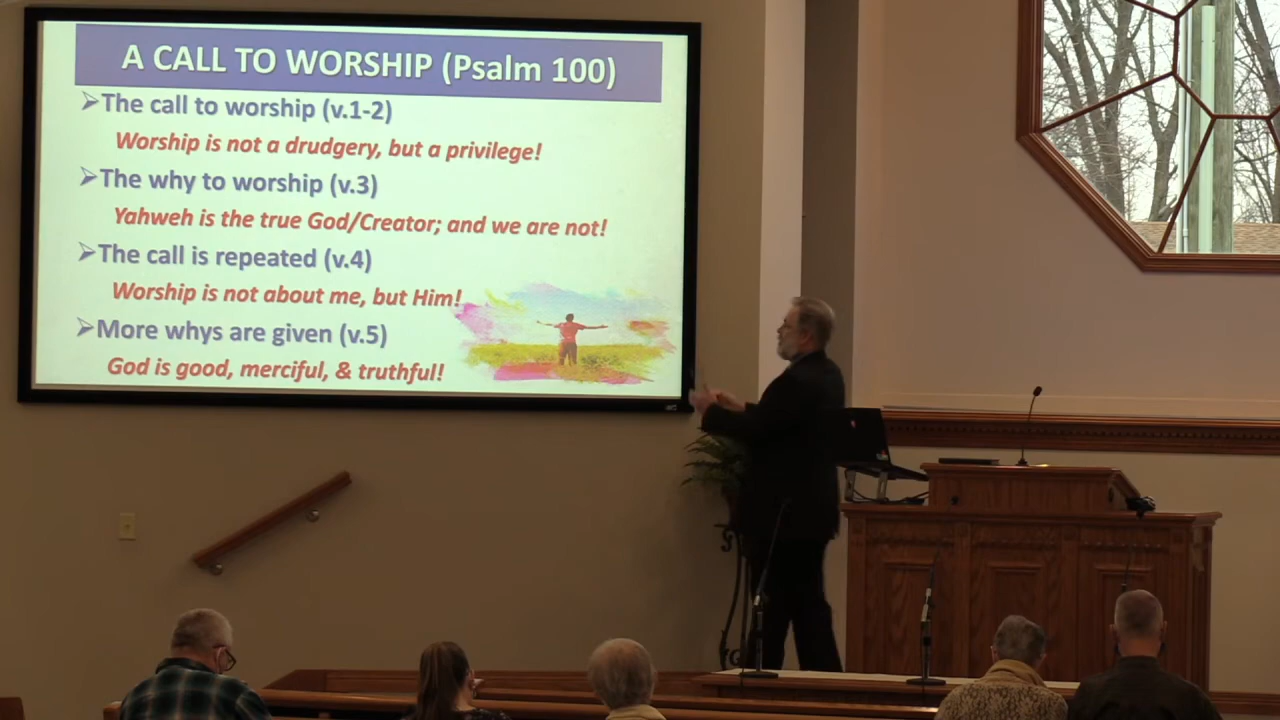 A CALL TO WORSHIP (Psalm 100)
➢The call to worship (v.1-2)
Worship is not a drudgery, but a privilege!
➢The why to worship (v.3)
Yahweh is the true God/Creator; and we are not!
➢The call is repeated (v.4)
Worship is not about me, but Him!
➢More whys are given (v.5)
God is good, merciful, & truthful!